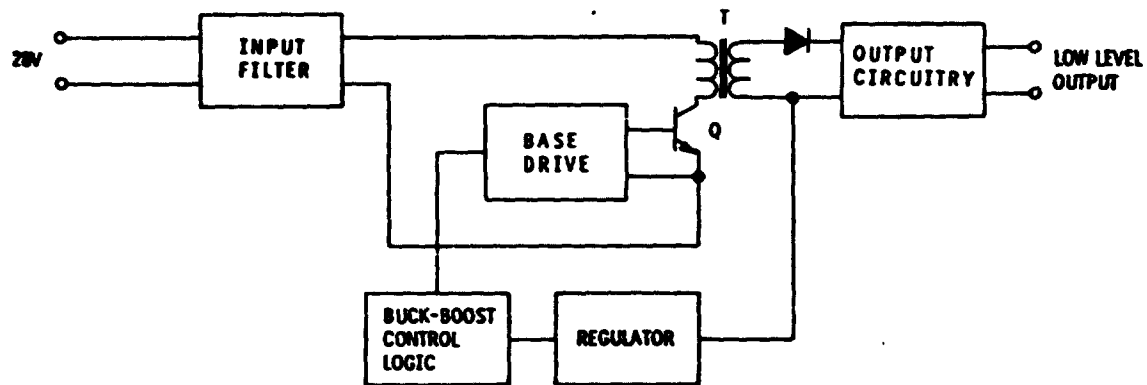 28V
INPUT
FILTER
T
OUTPUT
CIRCUITRY
LOW LEVEL
OUTPUT
BASE
DRIVE
Q
BUCK-BOOST
CONTROL
LOGIC
REGULATOR